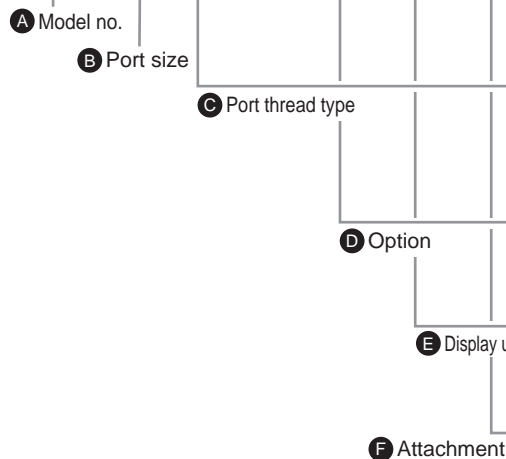 A Model no.
B Port size
C Port thread type
D Option
E Display
F Attachment